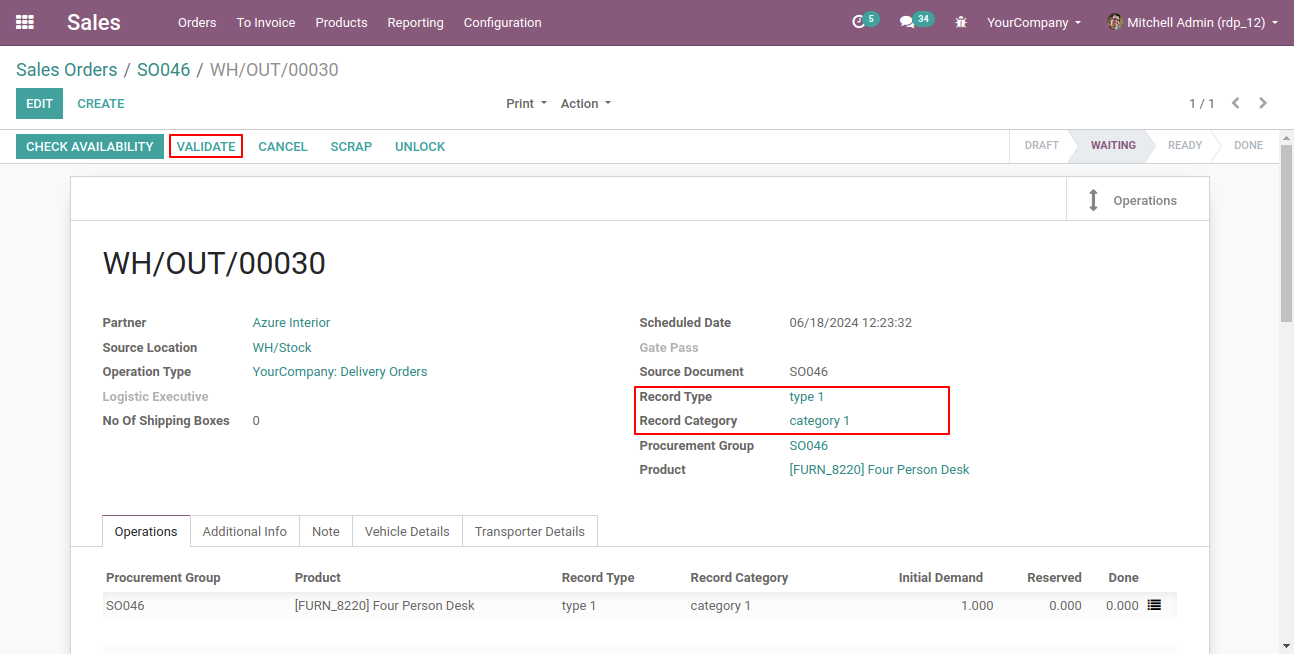 Sales Orders To Invoice Products Reporting Configuration 5 34 YourCompany Mitchell Admin (rdp_12)
Sales Orders / SO046 / WH/OUT/00030
EDIT CREATE Print Action 1 / 1
CHECK AVAILABILITY VALIDATE CANCEL SCRAP UNLOCK DRAFT WAITING READY DONE
Operations
WH/OUT/00030
Partner Azure Interior Scheduled Date 06/18/2024 12:23:32
Source Location WH/Stock Gate Pass
Operation Type YourCompany: Delivery Orders Source Document SO046
Logistic Executive Record Type type 1
No Of Shipping Boxes 0 Record Category category 1
Procurement Group SO046
Product [FURN_8220] Four Person Desk
Operations Additional Info Note Vehicle Details Transporter Details
Procurement Group Product Record Type Record Category Initial Demand Reserved Done
SO046 [FURN_8220] Four Person Desk type 1 category 1 1.000 0.000 0.000